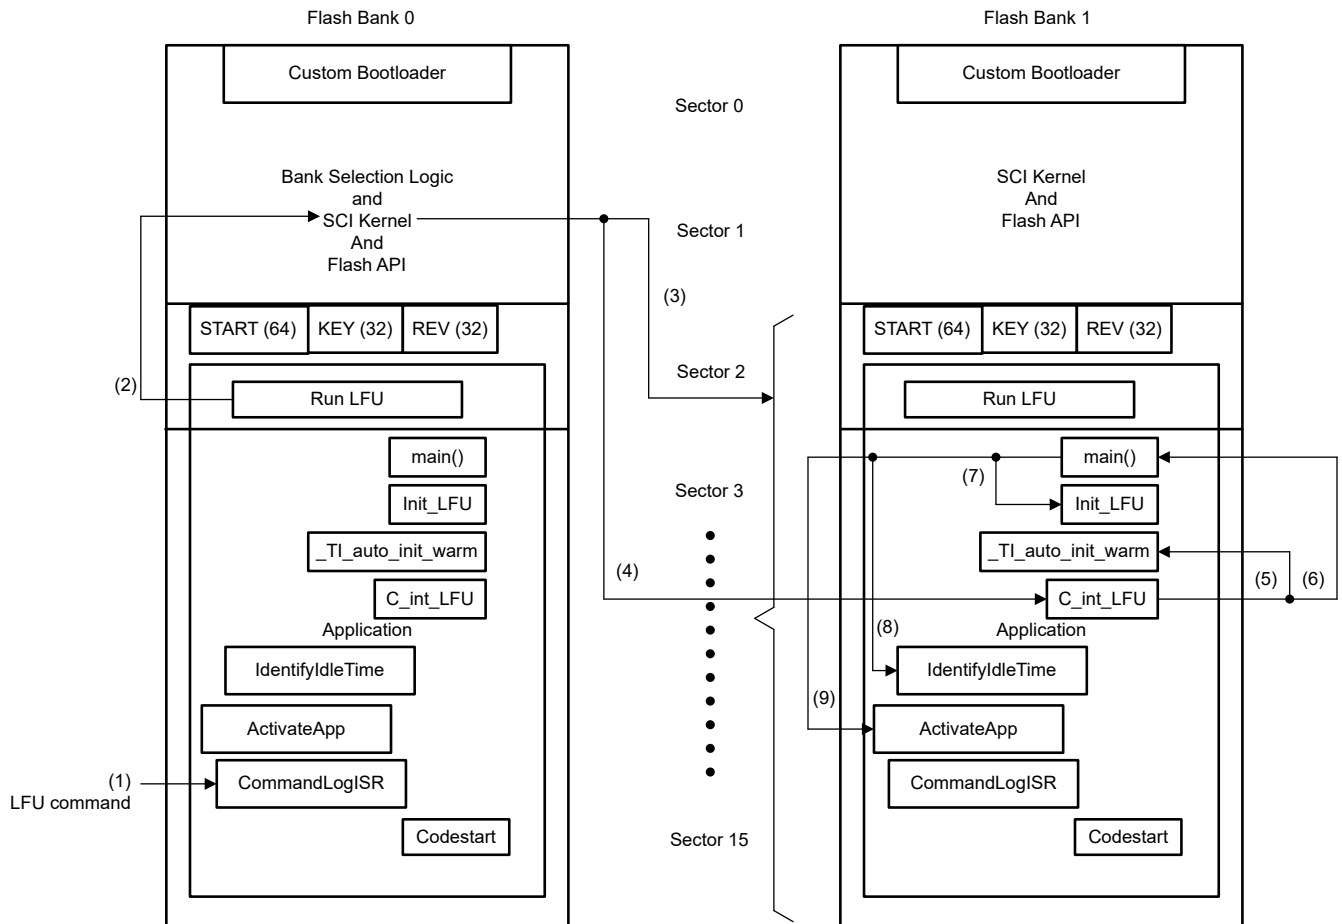 Flash Bank 0
Flash Bank 1
Custom Bootloader
Custom Bootloader
Sector 0
Bank Selection Logic
and
SCI Kernel
And
Flash API
SCI Kernel
And
Flash API
Sector 1
(3)
START (64)
KEY (32)
REV (32)
START (64)
KEY (32)
REV (32)
Sector 2
(2)
Run LFU
Run LFU
main()
main()
(7)
Sector 3
Init_LFU
Init_LFU
_TI_auto_init_warm
_TI_auto_init_warm
(4)
(5)
(6)
C_int_LFU
C_int_LFU
Application
(8)
Application
IdentifyIdleTime
IdentifyIdleTime
(9)
ActivateApp
ActivateApp
(1)
LFU command
CommandLogISR
CommandLogISR
Codestart
Sector 15
Codestart